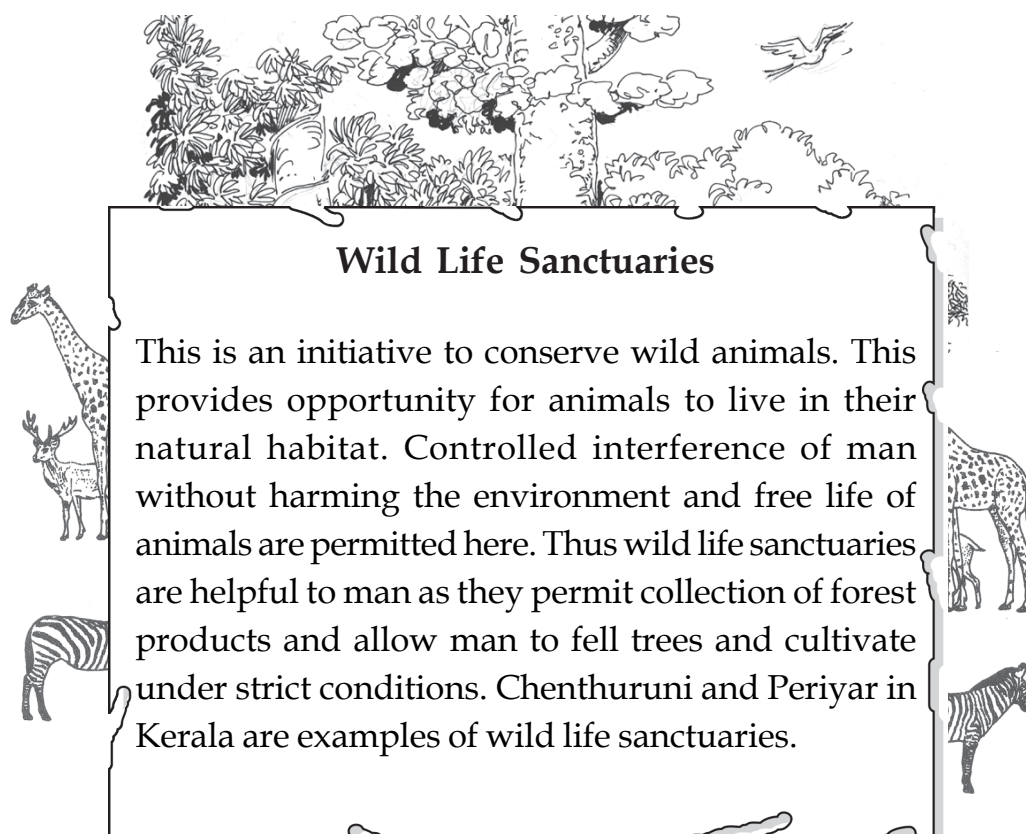 Wild Life Sanctuaries
This is an initiative to conserve wild animals. This
provides opportunity for animals to live in their
natural habitat. Controlled interference of man
without harming the environment and free life of
animals are permitted here. Thus wild life sanctuaries
are helpful to man as they permit collection of forest
products and allow man to fell trees and cultivate
under strict conditions. Chenthuruni and Periyar in
Kerala are examples of wild life sanctuaries.